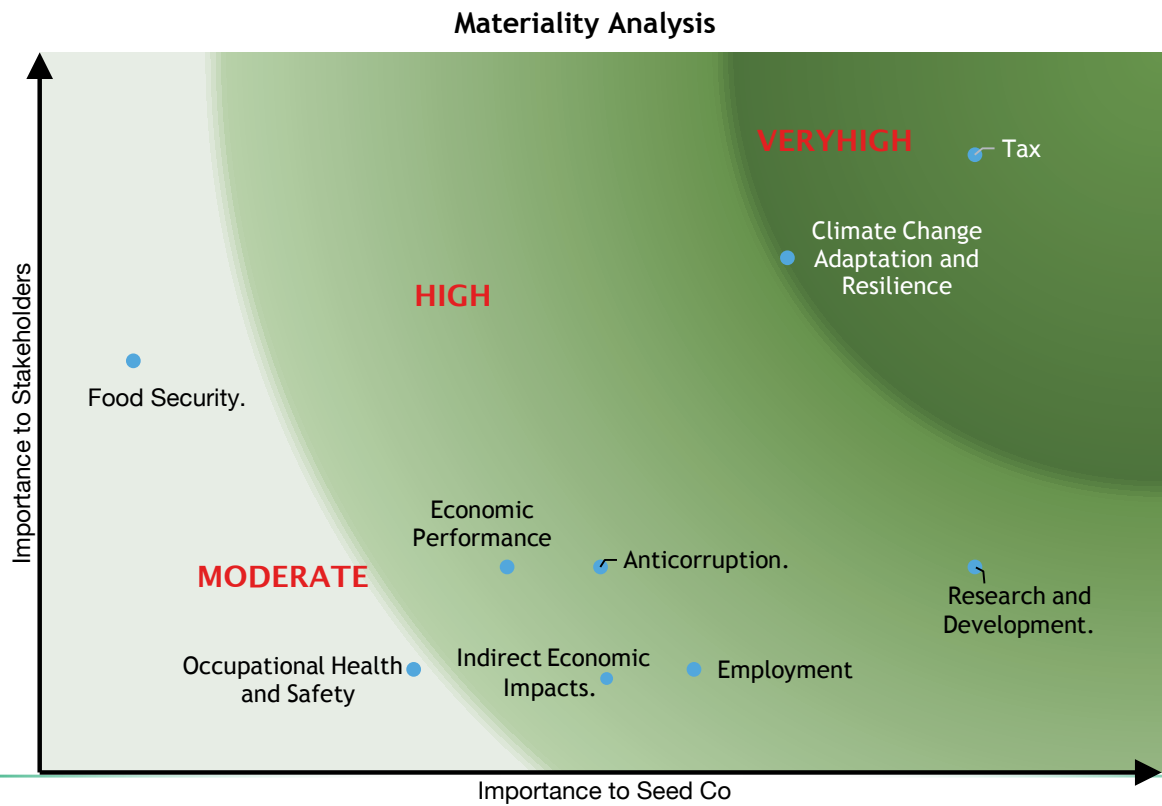 Materiality Analysis
VERYHIGH
Tax
Climate Change
Adaptation and
Resilience
HIGH
Importance to Stakeholders
Food Security.
Economic
Performance
Anticorruption.
MODERATE
Research and
Development.
Occupational Health
and Safety
Indirect Economic
Impacts.
Employment
Importance to Seed Co